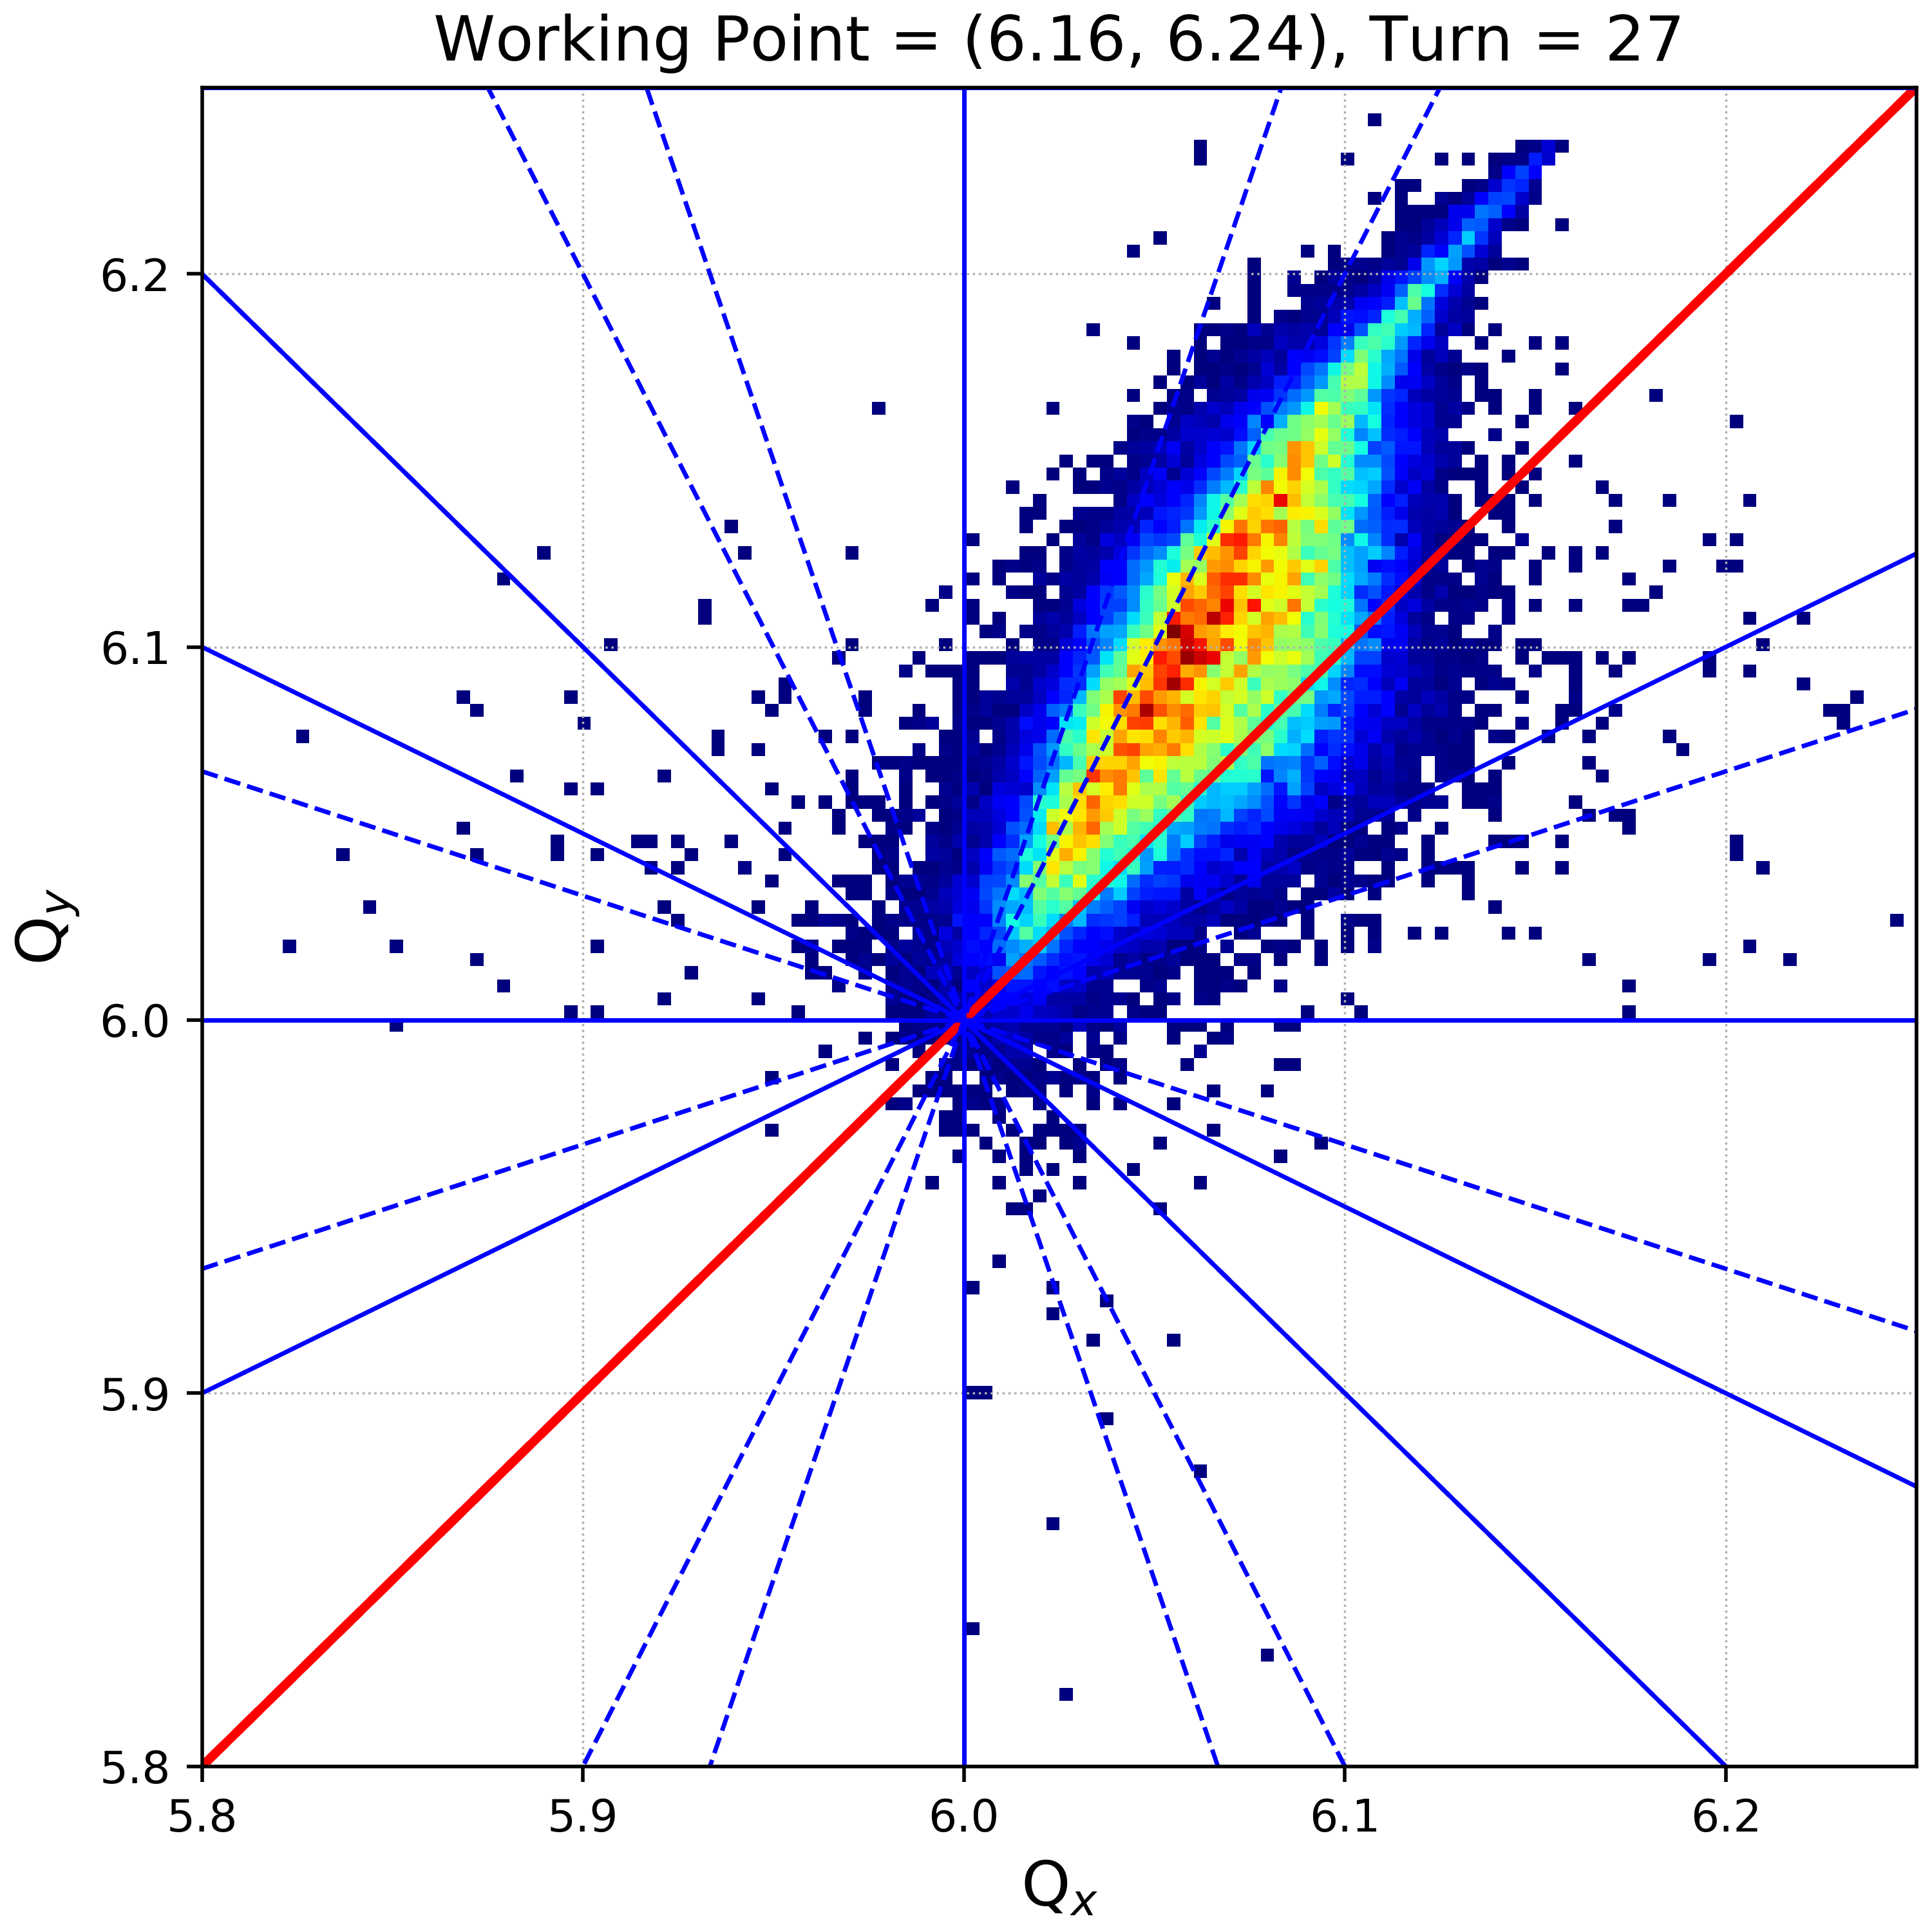 Working Point = (6.16, 6.24), Turn = 27
6.2
6.1
6.0
5.9
5.8
Qy
5.8 5.9 6.0 6.1 6.2
Qx